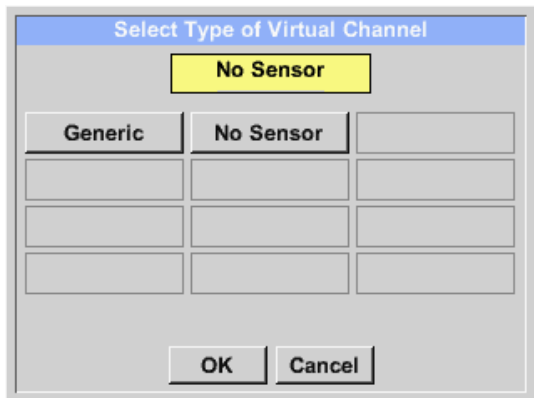 Select Type of Virtual Channel
No Sensor
Generic No Sensor
OK Cancel